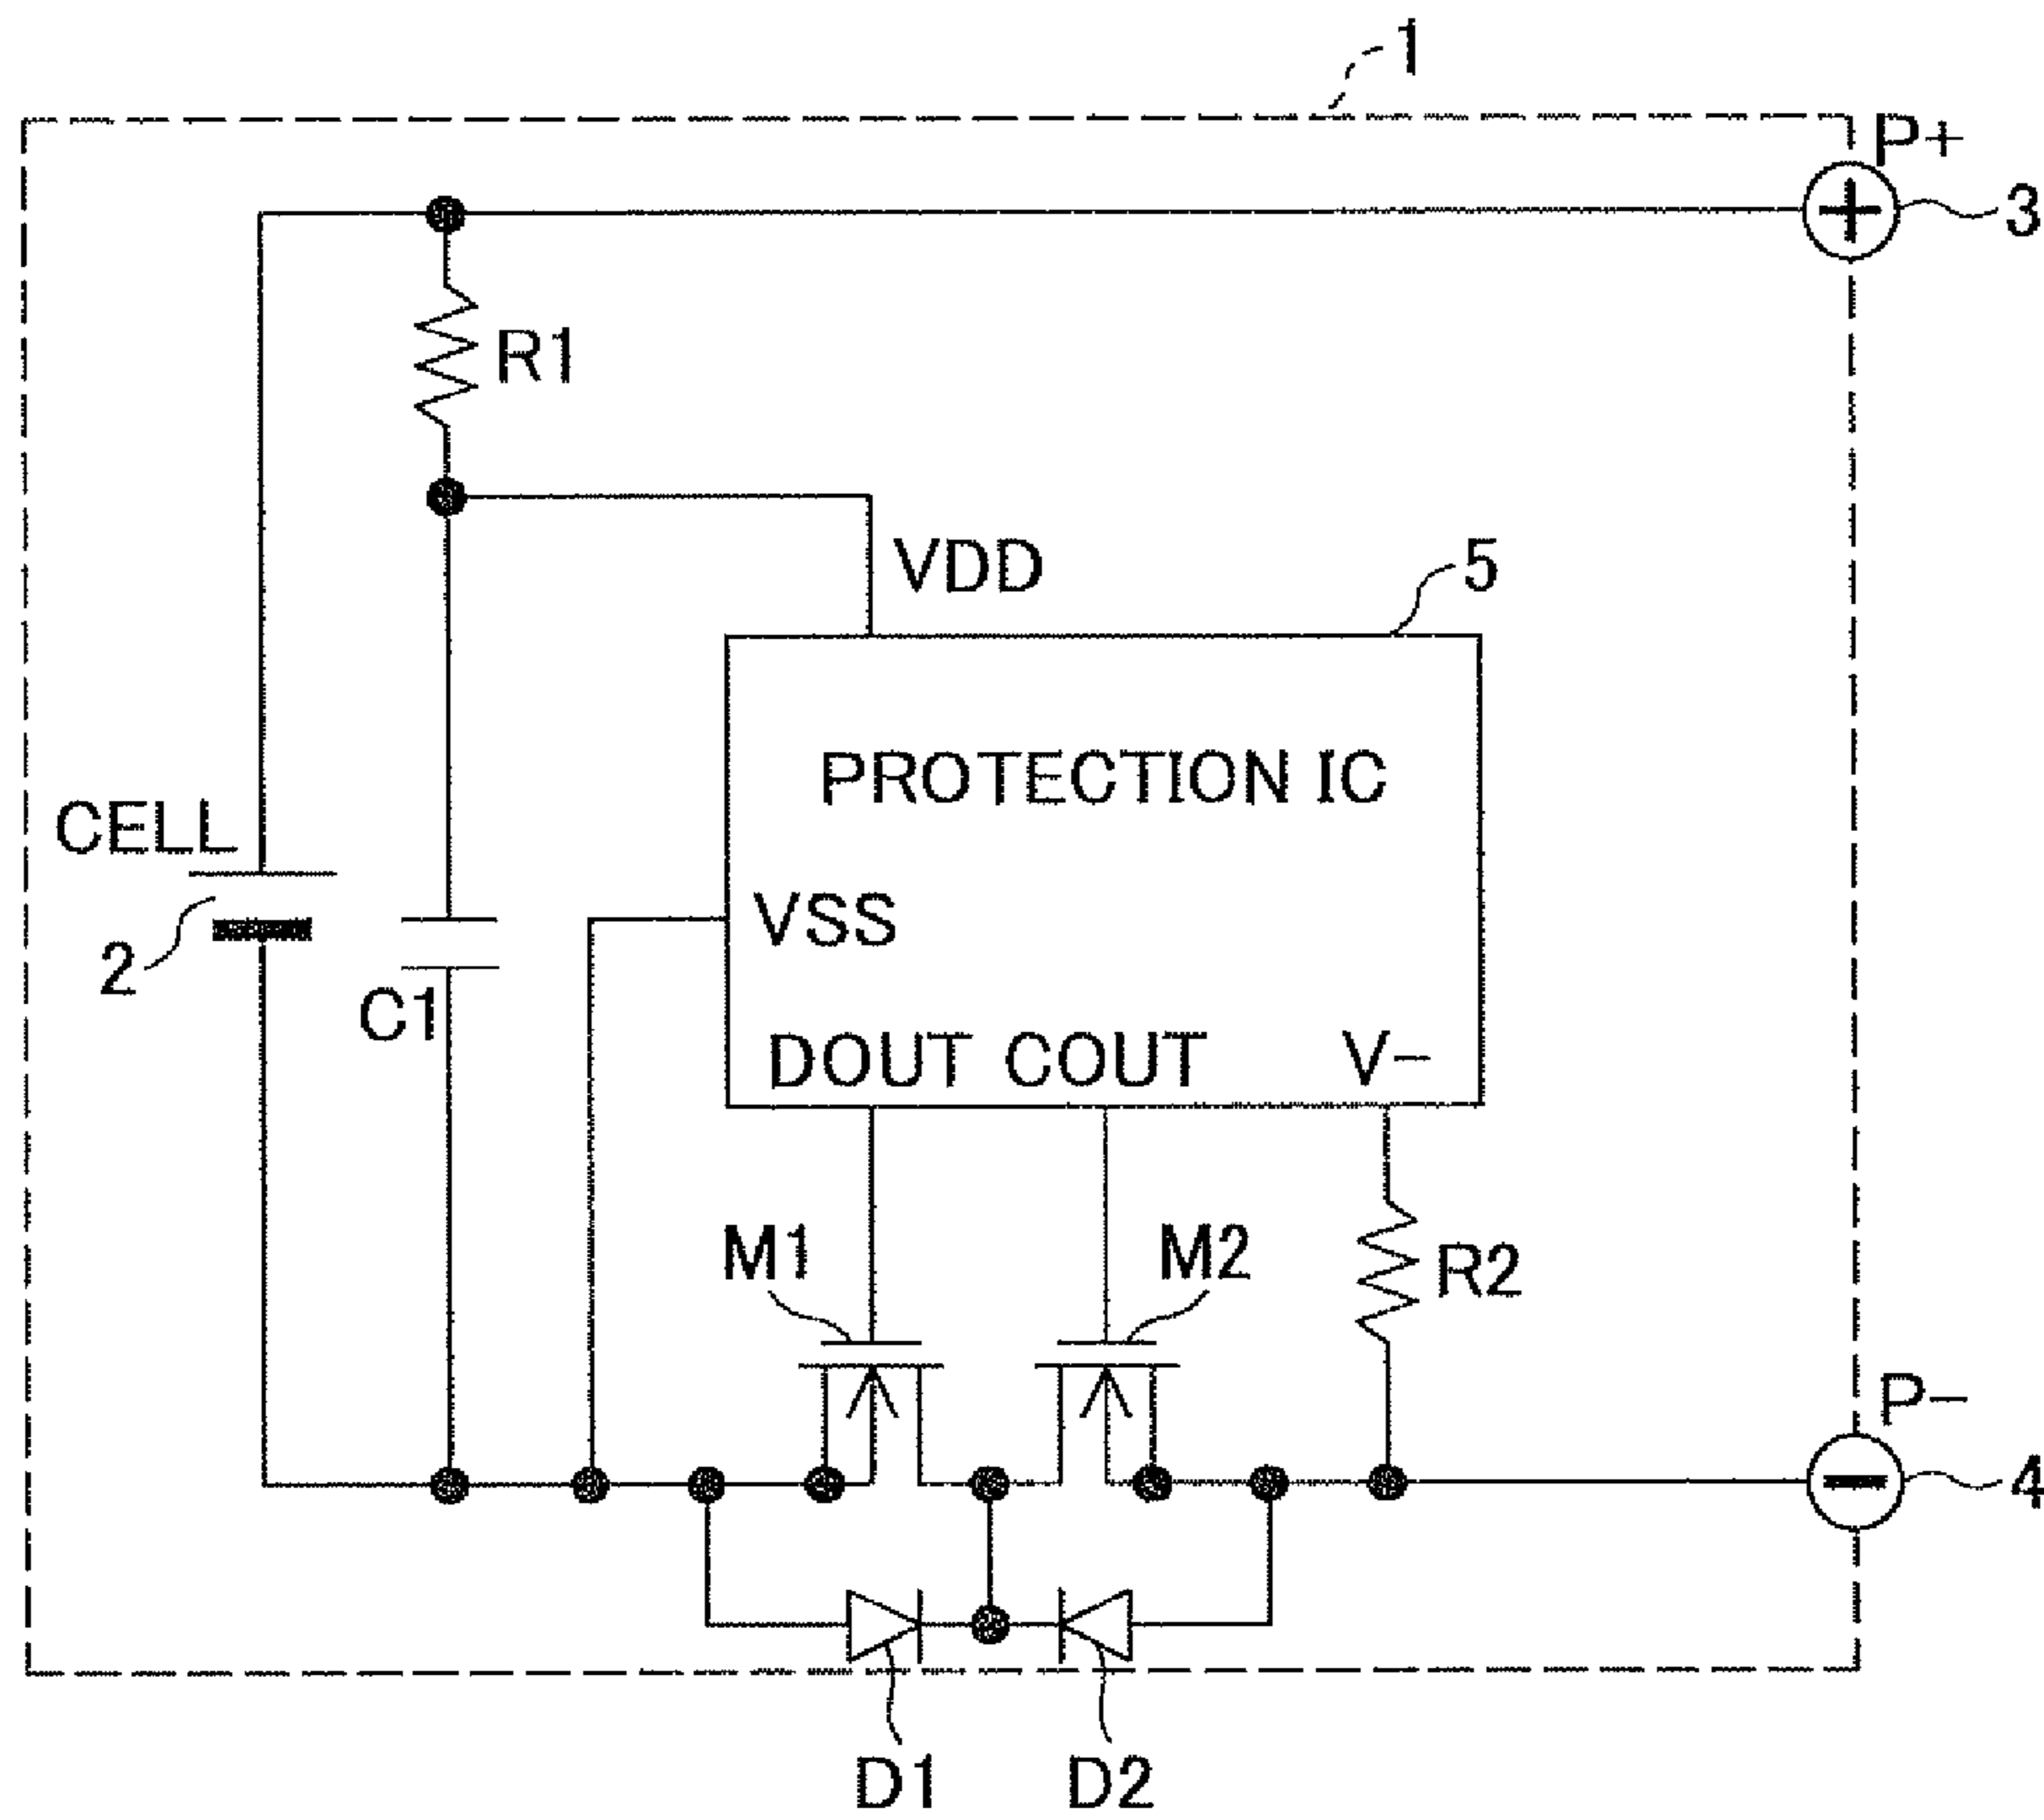 1
P+
3
R1
VDD
5
PROTECTION IC
CELL
VSS
2
C1
DOUT COUT V−
M1 M2
R2
P−
4
D1 D2